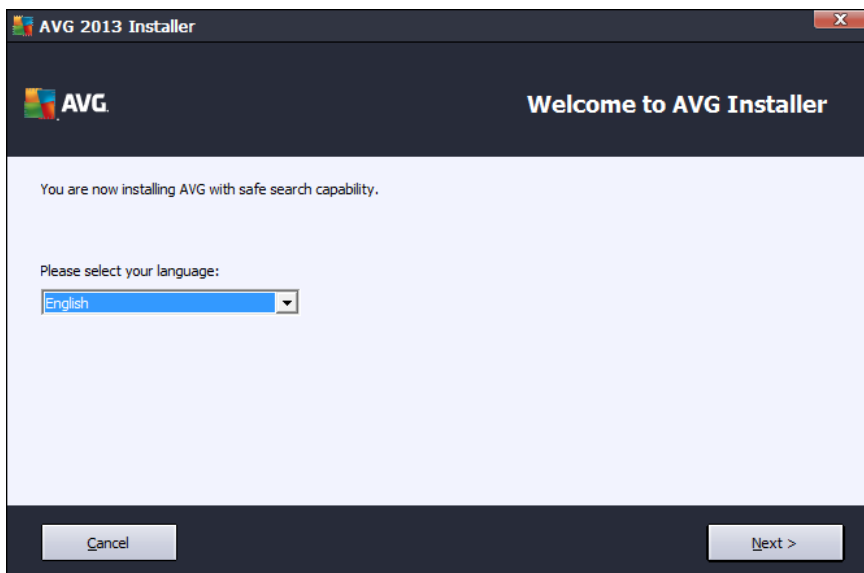 AVG 2013 Installer
AVG.
Welcome to AVG Installer
You are now installing AVG with safe search capability.
Please select your language:
English
Cancel
Next >